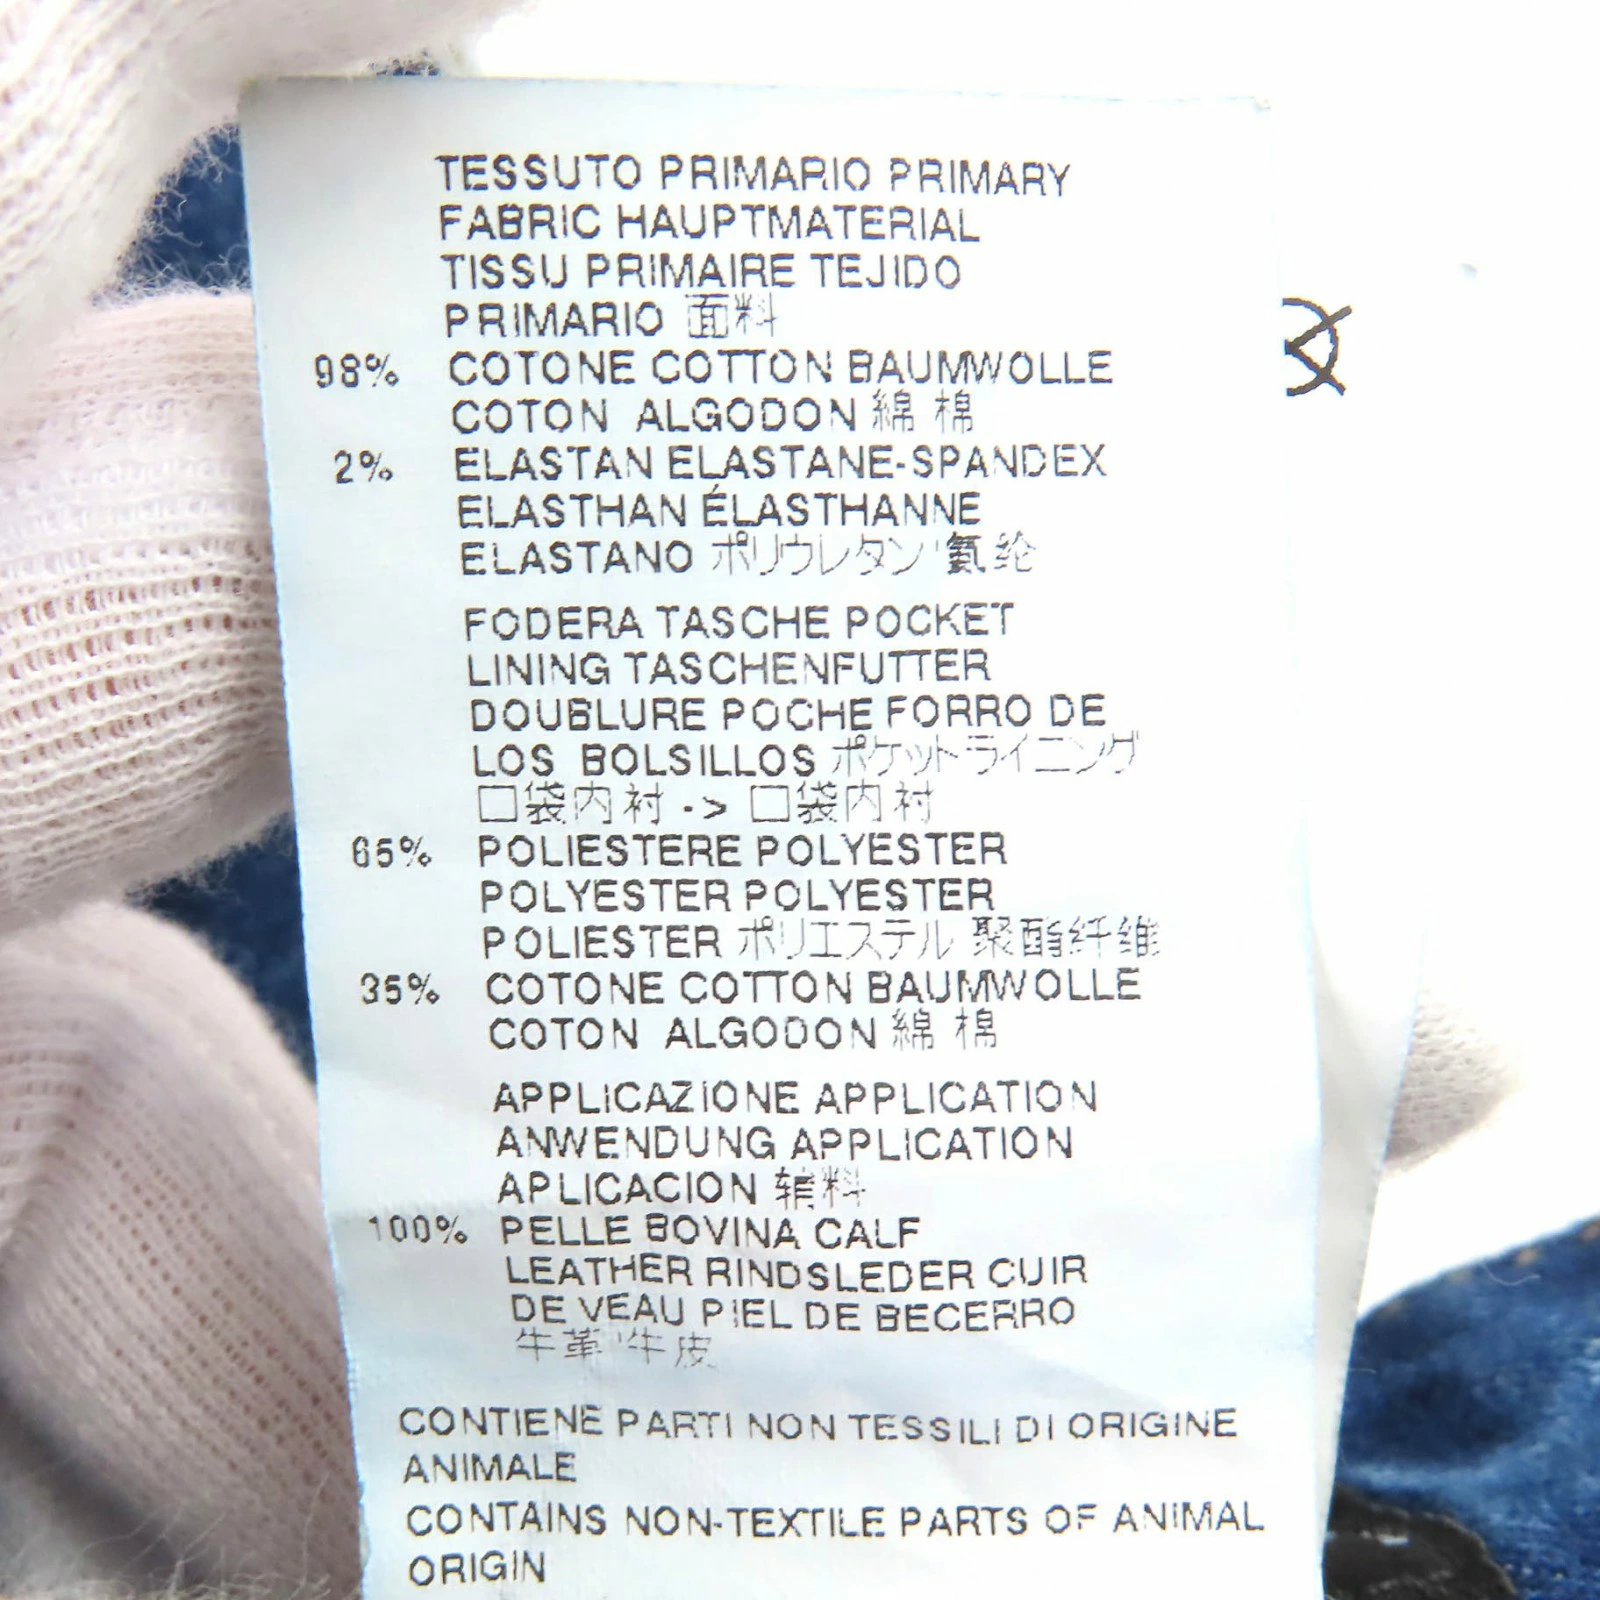 TESSUTO PRIMARIO PRIMARY
FABRIC HAUPTMATERIAL
TISSU PRIMAIRE TEJIDO
PRIMARIO 面料
98% COTONE COTTON BAUMWOLLE
COTON ALGODON 綿 棉
2% ELASTAN ELASTANE-SPANDEX
ELASTHAN ÉLASTHANNE
ELASTANO ポリウレタン 氨纶
FODERA TASCHE POCKET
LINING TASCHENFUTTER
DOUBLURE POCHE FORRO DE
LOS BOLSILLOS ポケットライニング
口袋内衬 -> 口袋内衬
65% POLIESTERE POLYESTER
POLYESTER POLYESTER
POLIESTER ポリエステル 聚酯纤维
35% COTONE COTTON BAUMWOLLE
COTON ALGODON 綿 棉
APPLICAZIONE APPLICATION
ANWENDUNG APPLICATION
APLICACION 辅料
100% PELLE BOVINA CALF
LEATHER RINDSLEDER CUIR
DE VEAU PIEL DE BECERRO
牛革 牛皮
CONTIENE PARTI NON TESSILI DI ORIGINE
ANIMALE
CONTAINS NON-TEXTILE PARTS OF ANIMAL
ORIGIN